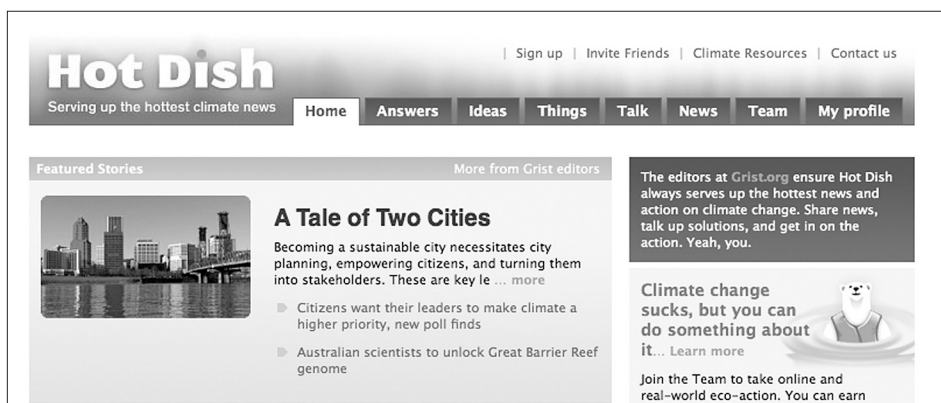 | Sign up | Invite Friends | Climate Resources | Contact us
Hot Dish
Serving up the hottest climate news
Home Answers Ideas Things Talk News Team My profile
Featured Stories More from Grist editors
A Tale of Two Cities
Becoming a sustainable city necessitates city
planning, empowering citizens, and turning them
into stakeholders. These are key le ... more
Citizens want their leaders to make climate a
higher priority, new poll finds
Australian scientists to unlock Great Barrier Reef
genome
The editors at Grist.org ensure Hot Dish
always serves up the hottest news and
action on climate change. Share news,
talk up solutions, and get in on the
action. Yeah, you.
Climate change
sucks, but you can
do something about
it... Learn more
Join the Team to take online and
real-world eco-action. You can earn